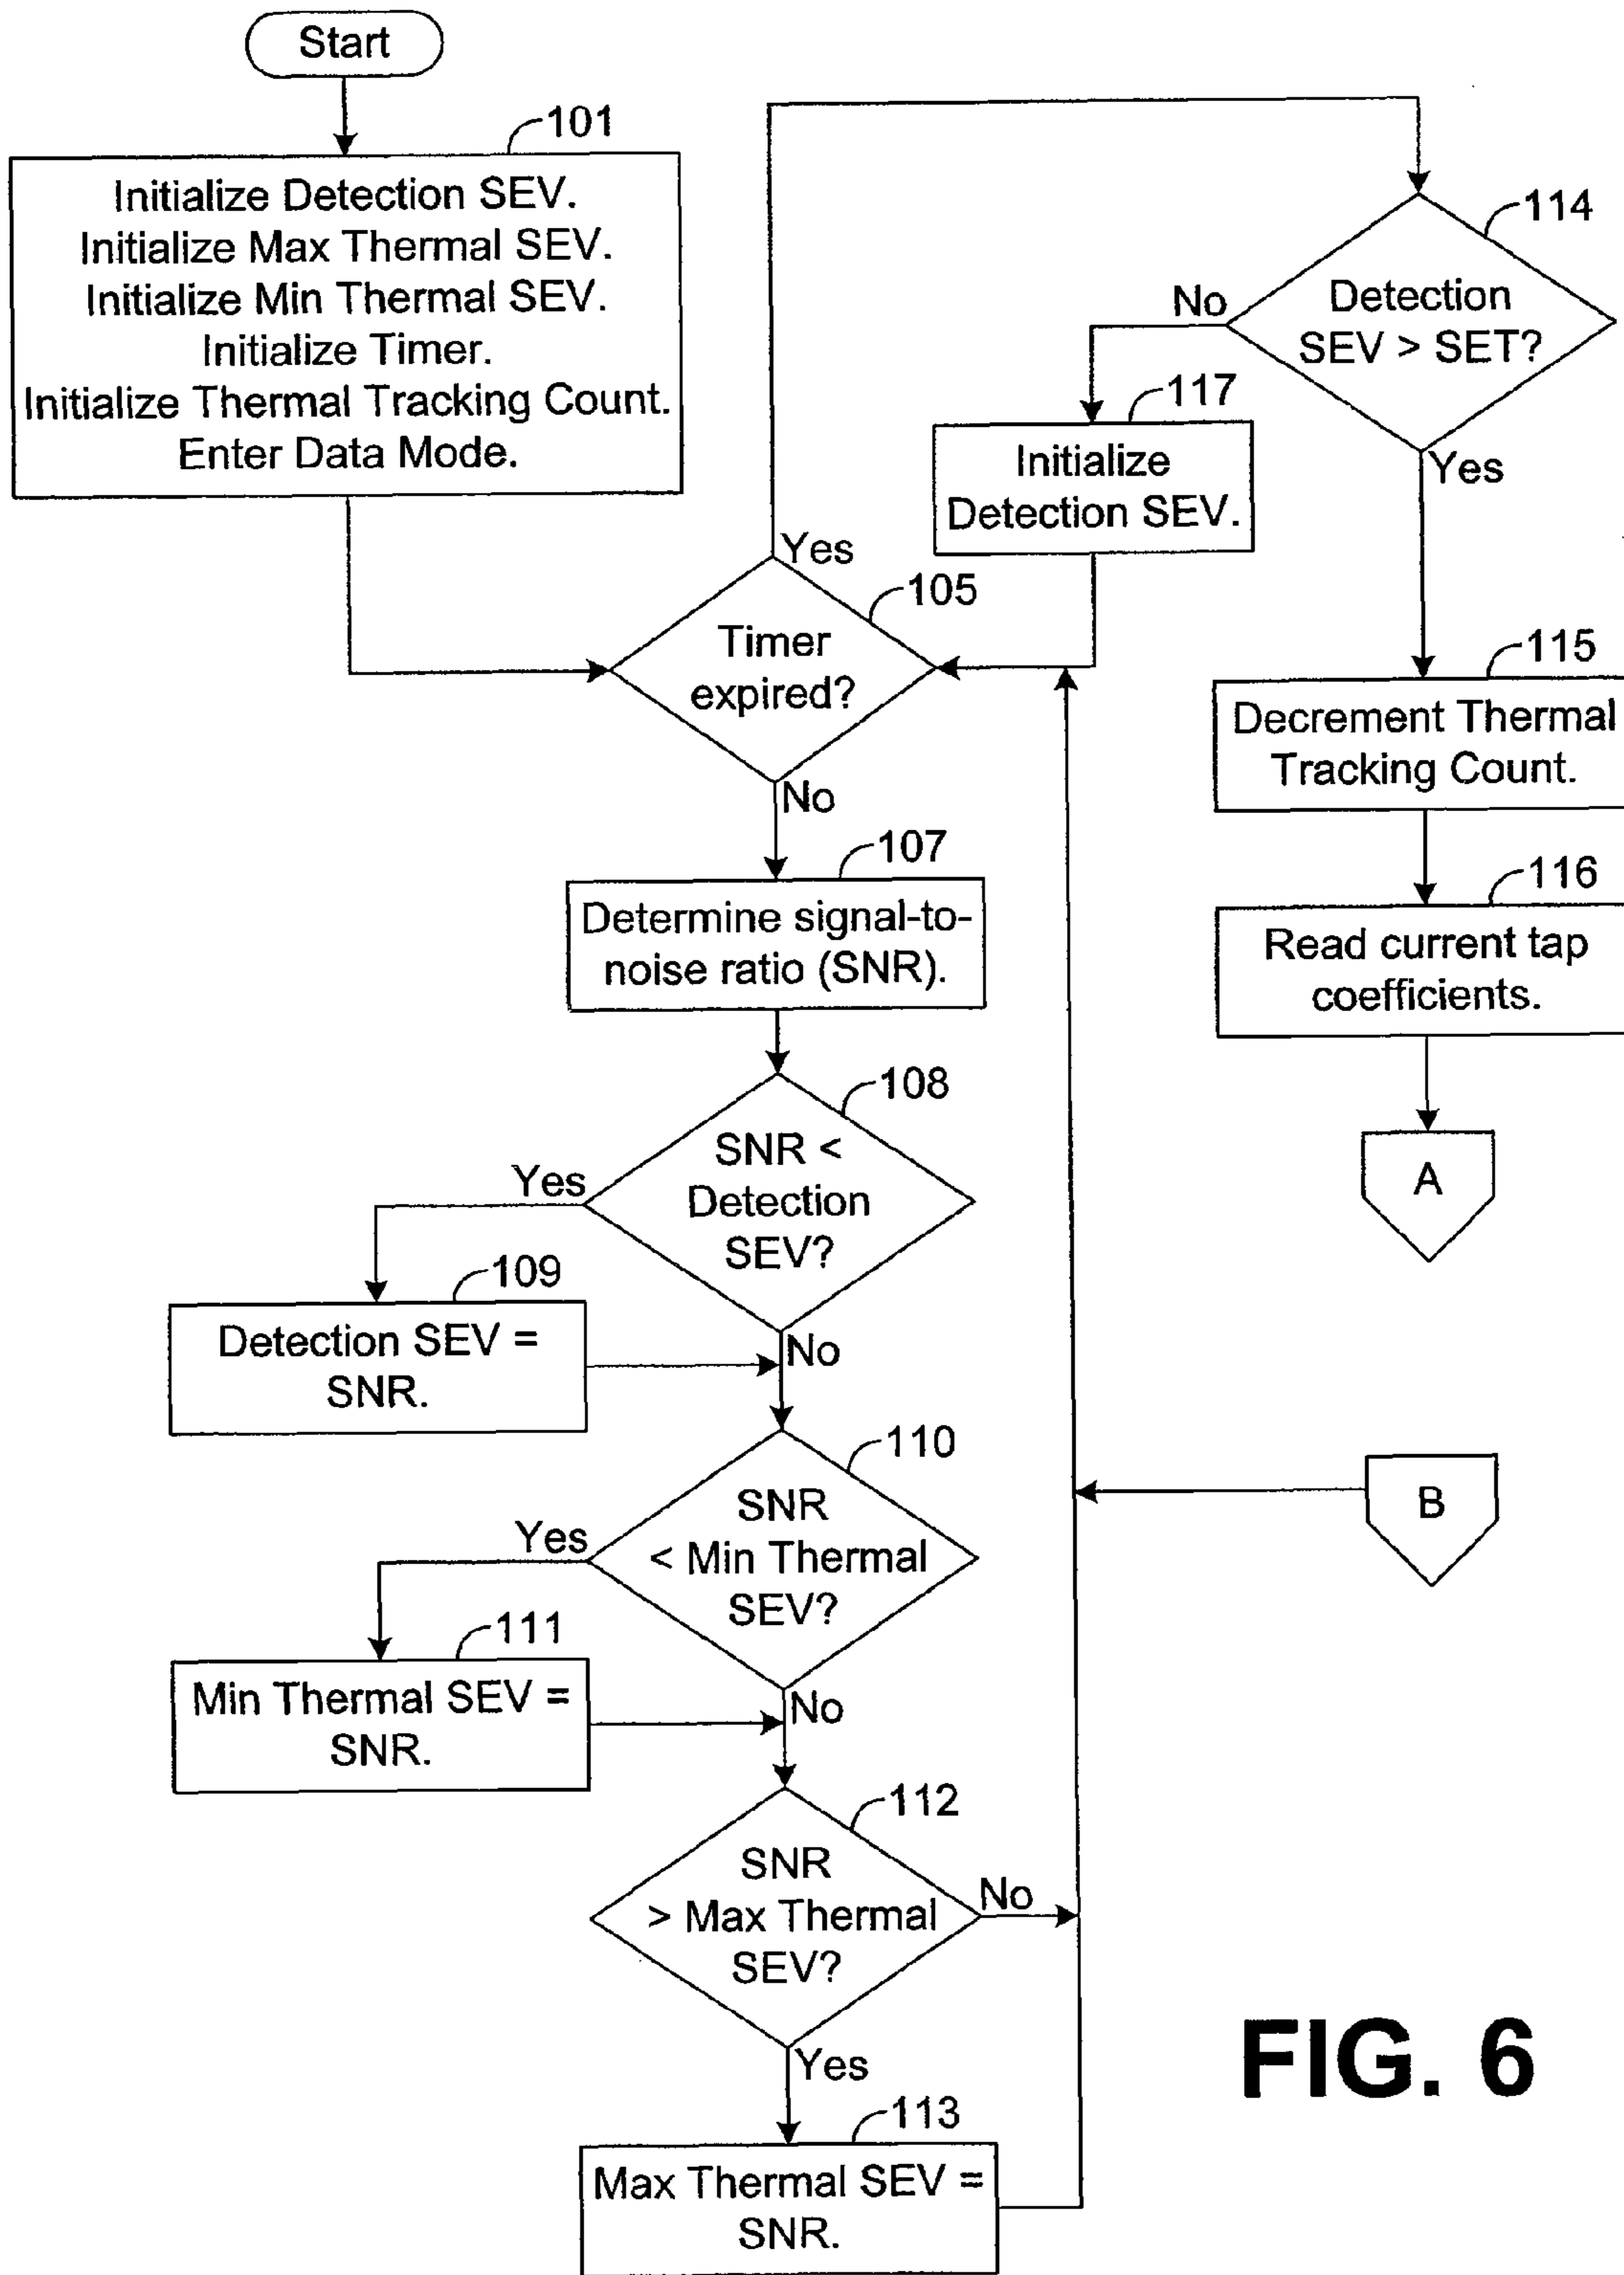 Start
101
Initialize Detection SEV.
Initialize Max Thermal SEV.
Initialize Min Thermal SEV.
Initialize Timer.
Initialize Thermal Tracking Count.
Enter Data Mode.
114
Detection
SEV > SET?
No
Yes
117
Initialize
Detection SEV.
Yes
105
Timer
expired?
No
115
Decrement Thermal
Tracking Count.
116
Read current tap
coefficients.
A
107
Determine signal-to-
noise ratio (SNR).
108
SNR <
Detection
SEV?
Yes
No
109
Detection SEV =
SNR.
110
SNR
< Min Thermal
SEV?
Yes
No
B
111
Min Thermal SEV =
SNR.
112
SNR
> Max Thermal
SEV?
No
Yes
113
Max Thermal SEV =
SNR.
FIG. 6